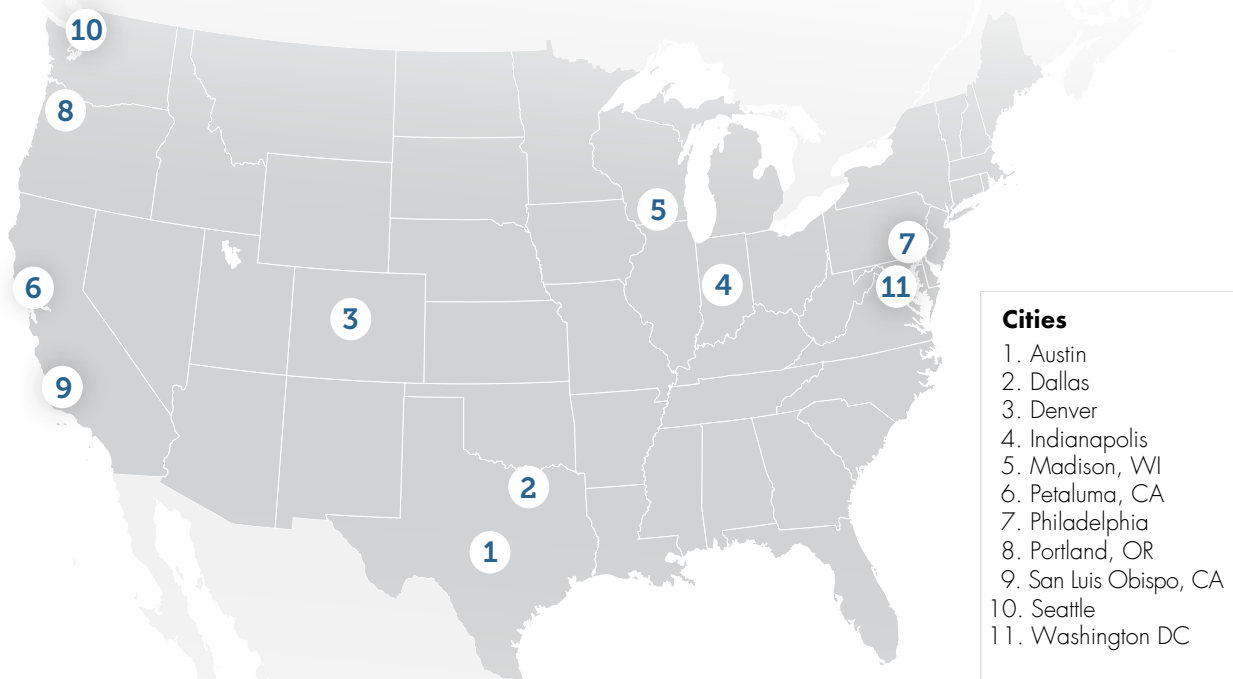 10
8
5
7
6
4
11
3
9
2
1
Cities
1. Austin
2. Dallas
3. Denver
4. Indianapolis
5. Madison, WI
6. Petaluma, CA
7. Philadelphia
8. Portland, OR
9. San Luis Obispo, CA
10. Seattle
11. Washington DC